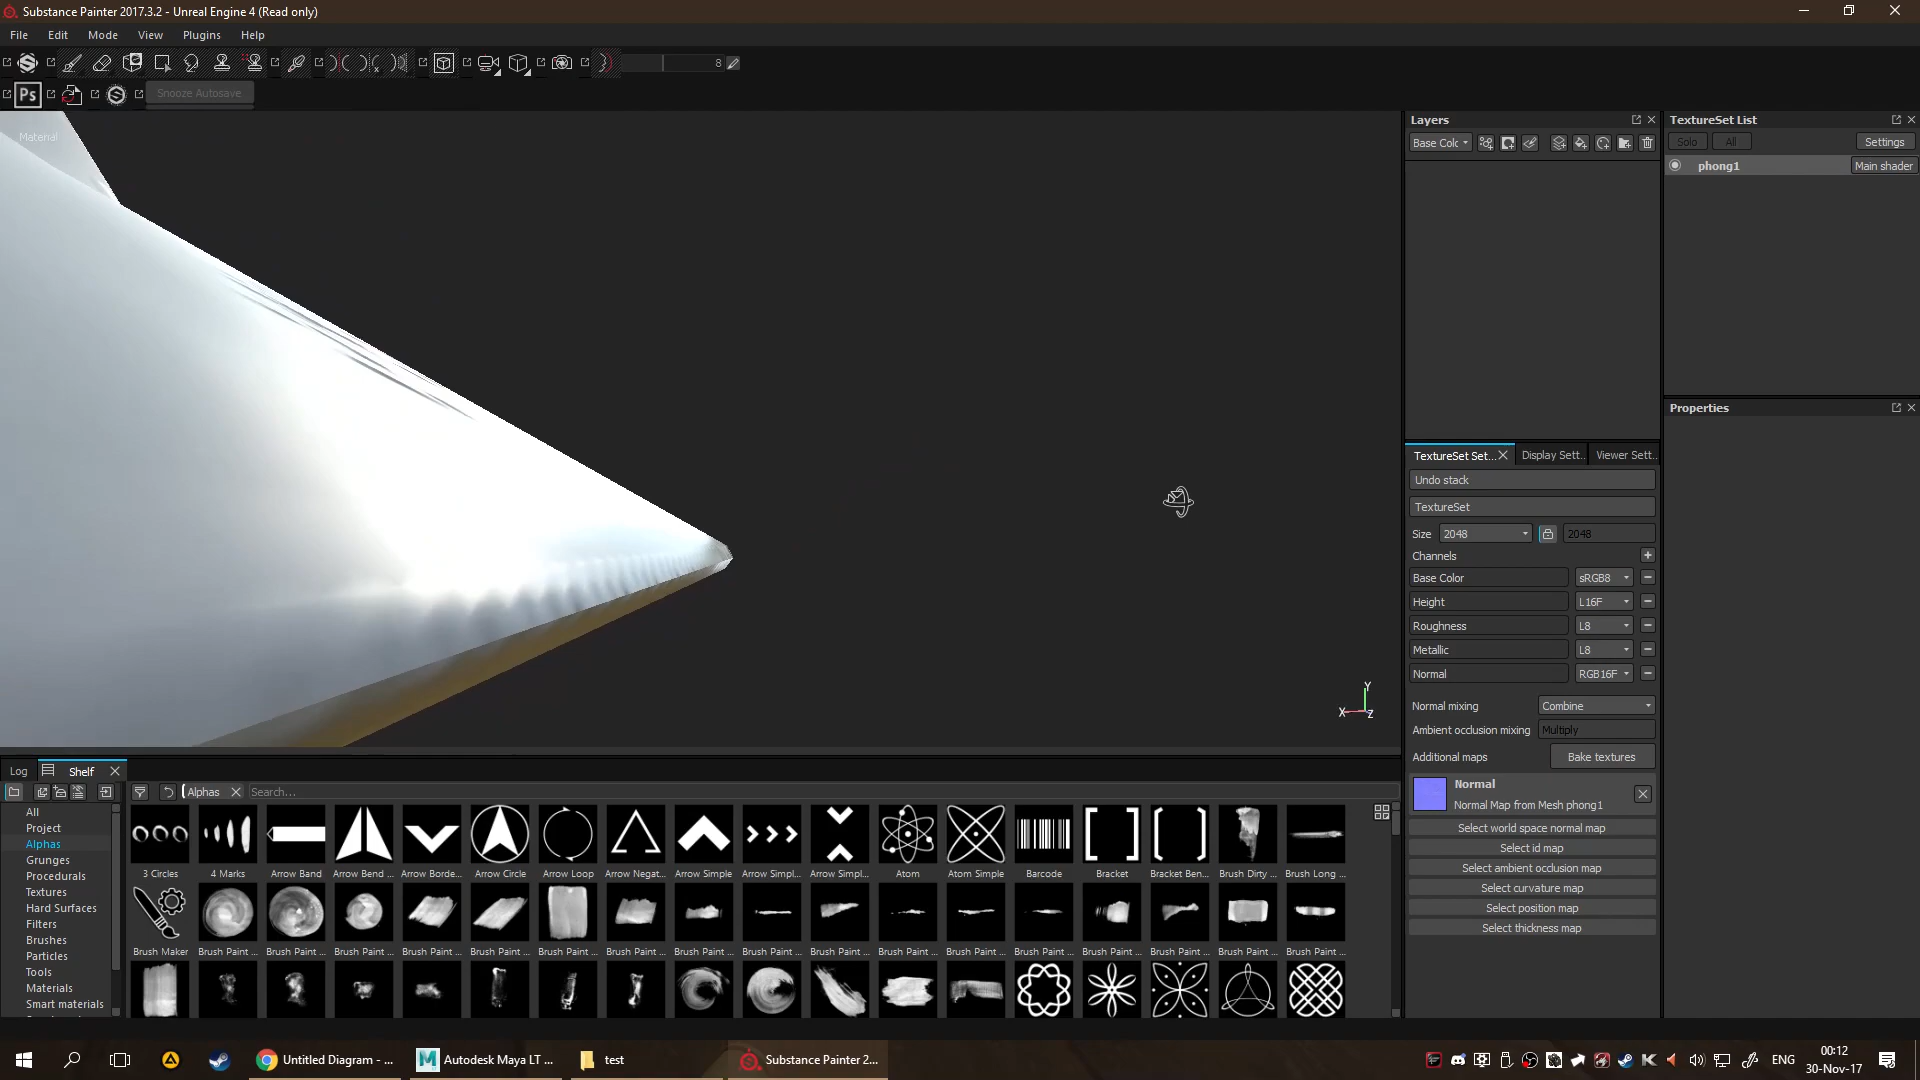 Substance Painter 2017.3.2 - Unreal Engine 4 (Read only)
File Edit Mode View Plugins Help
8
Ps Snooze Autosave
Material
Layers
Base Colc
TextureSet List
Solo All Settings
phong1 Main shader
Properties
TextureSet Set... Display Sett.. Viewer Sett..
Undo stack
TextureSet
Size 2048 2048
Channels
Base Color sRGB8
Height L16F
Roughness L8
Metallic L8
Normal RGB16F
Normal mixing Combine
Ambient occlusion mixing Multiply
Additional maps Bake textures
Normal
Normal Map from Mesh phong1
Select world space normal map
Select id map
Select ambient occlusion map
Select curvature map
Select position map
Select thickness map
Y
X Z
Log Shelf
Alphas Search...
All
Project
Alphas
Grunges
Procedurals
Textures
Hard Surfaces
Filters
Brushes
Particles
Tools
Materials
Smart materials
3 Circles 4 Marks Arrow Band Arrow Bend ... Arrow Borde... Arrow Circle Arrow Loop Arrow Negat... Arrow Simple Arrow Simpl... Arrow Simpl... Atom Atom Simple Barcode Bracket Bracket Ben... Brush Dirty ... Brush Long ...
Brush Maker Brush Paint ... Brush Paint ... Brush Paint ... Brush Paint ... Brush Paint ... Brush Paint ... Brush Paint ... Brush Paint ... Brush Paint ... Brush Paint ... Brush Paint ... Brush Paint ... Brush Paint ... Brush Paint ... Brush Paint ... Brush Paint ... Brush Paint ...
Untitled Diagram - ... Autodesk Maya LT ... test Substance Painter 2...
ENG
00:12
30-Nov-17